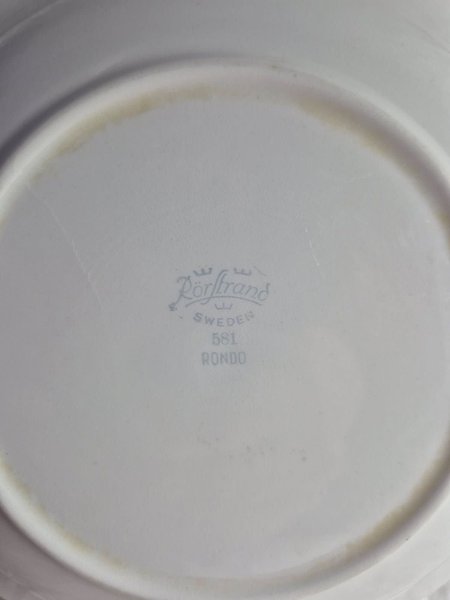 Rörstrand
SWEDEN
581
RONDO